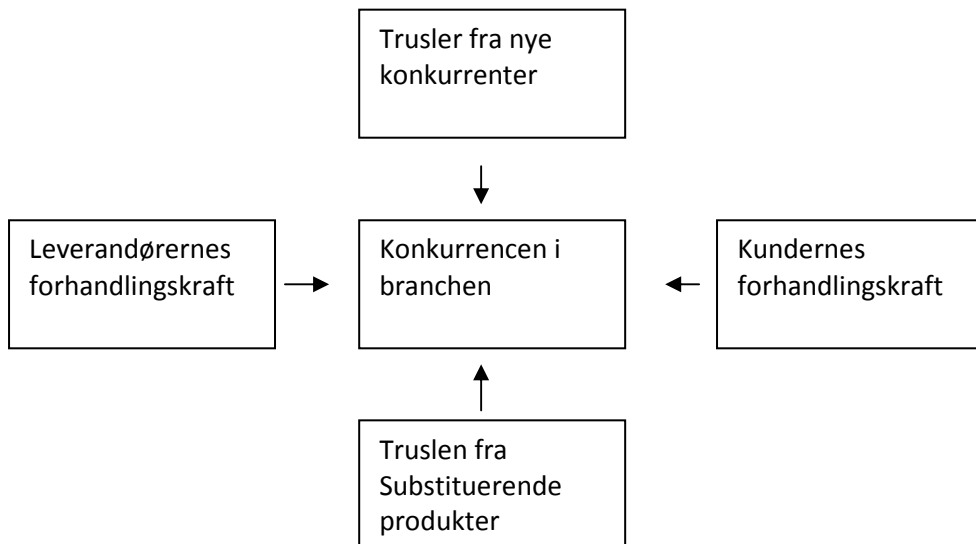 Trusler fra nye
konkurrenter
Leverandørernes
forhandlingskraft
Konkurrencen i
branchen
Kundernes
forhandlingskraft
Truslen fra
Substituerende
produkter